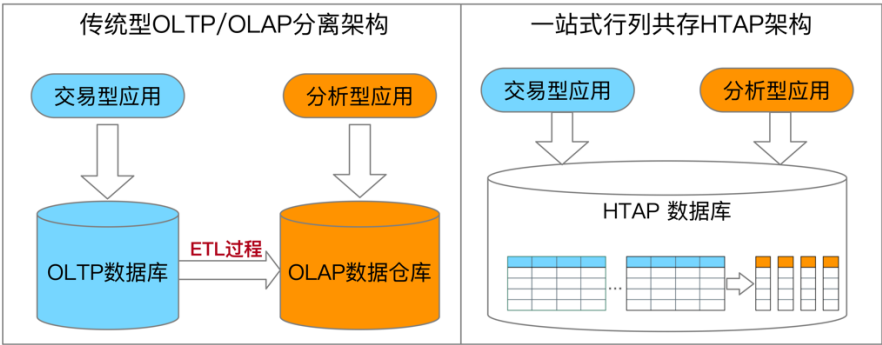 传统型OLTP/OLAP分离架构
交易型应用
分析型应用
OLTP数据库
ETL过程
OLAP数据仓库
一站式行列共存HTAP架构
交易型应用
分析型应用
HTAP 数据库
...